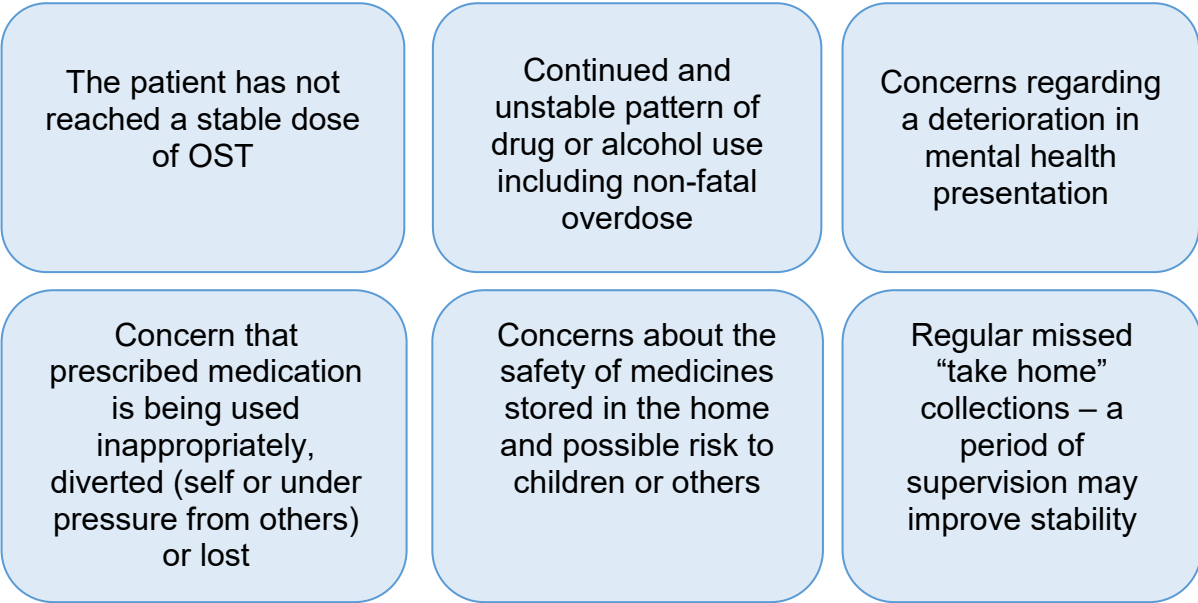 The patient has not
reached a stable dose
of OST
Continued and
unstable pattern of
drug or alcohol use
including non-fatal
overdose
Concerns regarding
a deterioration in
mental health
presentation
Concern that
prescribed medication
is being used
inappropriately,
diverted (self or under
pressure from others)
or lost
Concerns about the
safety of medicines
stored in the home
and possible risk to
children or others
Regular missed
“take home”
collections – a
period of
supervision may
improve stability